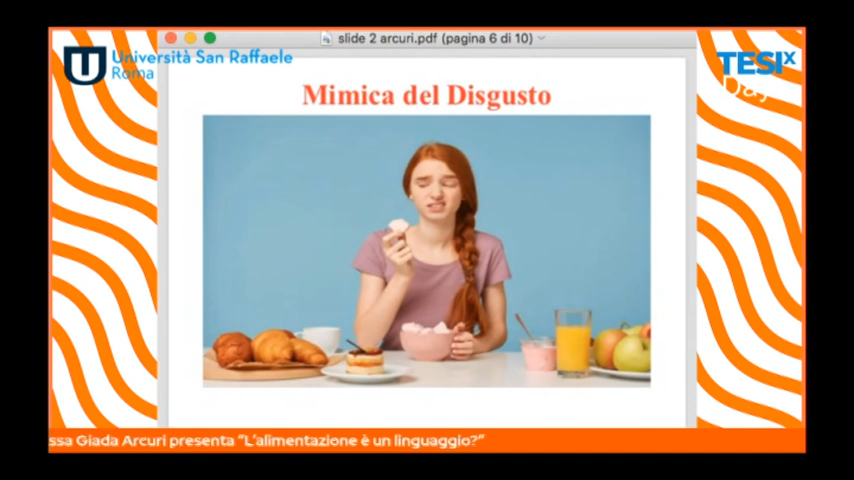 slide 2 arcuri.pdf (pagina 6 di 10)
Università San Raffaele
Roma
TESIX
Day
Mimica del Disgusto
ssa Giada Arcuri presenta “L’alimentazione è un linguaggio?”